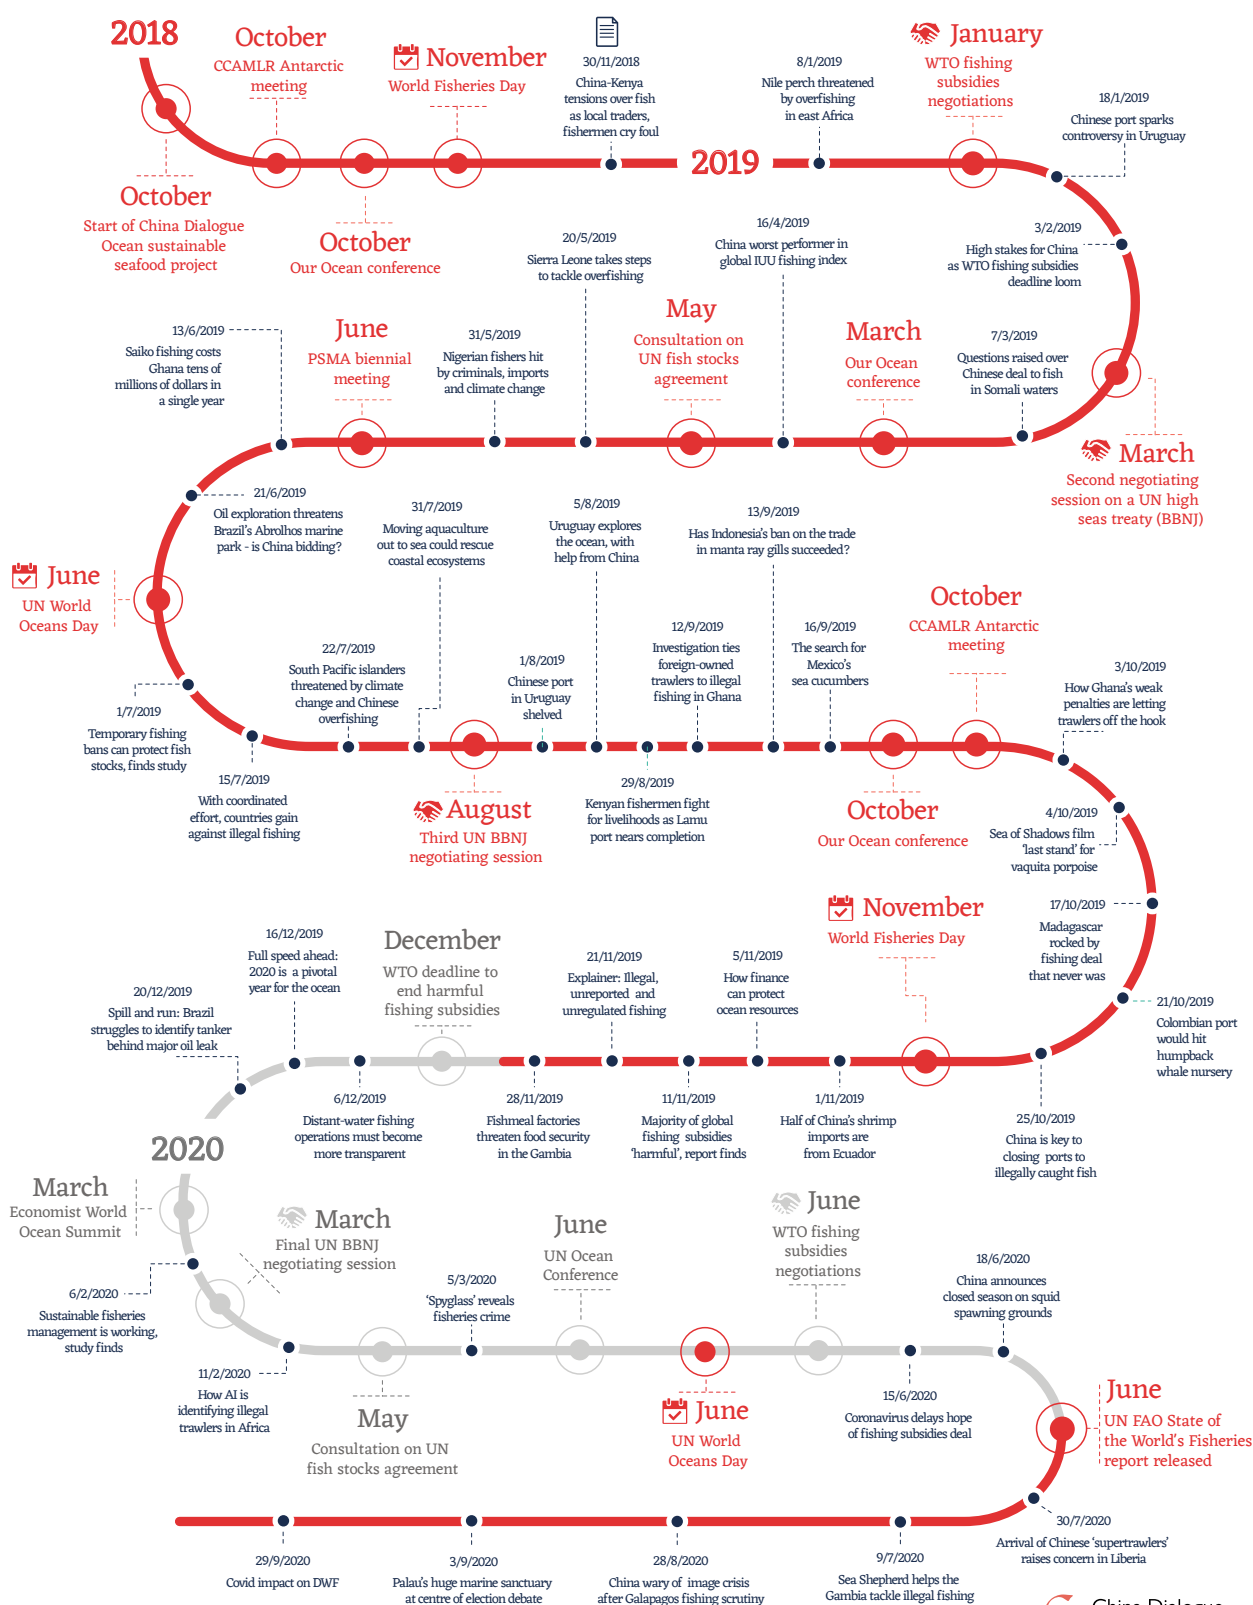 2018
October
CCAMLR Antarctic
meeting
November
World Fisheries Day
30/11/2018
China-Kenya
tensions over fish
as local traders,
fishermen cry foul
8/1/2019
Nile perch threatened
by overfishing
in east Africa
January
WTO fishing
subsidies
negotiations
18/1/2019
Chinese port sparks
controversy in Uruguay
2019
October
Start of China Dialogue
Ocean sustainable
seafood project
October
Our Ocean conference
20/5/2019
Sierra Leone takes steps
to tackle overfishing
16/4/2019
China worst performer in
global IUU fishing index
3/2/2019
High stakes for China
as WTO fishing subsidies
deadline loom
13/6/2019
Saiko fishing costs
Ghana tens of
millions of dollars in
a single year
June
PSMA biennial
meeting
31/5/2019
Nigerian fishers hit
by criminals, imports
and climate change
May
Consultation on
UN fish stocks
agreement
March
Our Ocean
conference
7/3/2019
Questions raised over
Chinese deal to fish
in Somali waters
March
Second negotiating
session on a UN high
seas treaty (BBNJ)
21/6/2019
Oil exploration threatens
Brazil's Abrolhos marine
park - is China bidding?
31/7/2019
Moving aquaculture
out to sea could rescue
coastal ecosystems
5/8/2019
Uruguay explores
the ocean, with
help from China
13/9/2019
Has Indonesia's ban on the trade
in manta ray gills succeeded?
June
UN World
Oceans Day
October
CCAMLR Antarctic
meeting
22/7/2019
South Pacific islanders
threatened by climate
change and Chinese
overfishing
1/8/2019
Chinese port
in Uruguay
shelved
12/9/2019
Investigation ties
foreign-owned
trawlers to illegal
fishing in Ghana
16/9/2019
The search for
Mexico's
sea cucumbers
3/10/2019
How Ghana's weak
penalties are letting
trawlers off the hook
1/7/2019
Temporary fishing
bans can protect fish
stocks, finds study
15/7/2019
With coordinated
effort, countries gain
against illegal fishing
August
Third UN BBNJ
negotiating session
29/8/2019
Kenyan fishermen fight
for livelihoods as Lamu
port nears completion
October
Our Ocean conference
4/10/2019
Sea of Shadows film
'last stand' for
vaquita porpoise
17/10/2019
Madagascar
rocked by
fishing deal
that never was
November
World Fisheries Day
16/12/2019
Full speed ahead:
2020 is a pivotal
year for the ocean
December
WTO deadline to
end harmful
fishing subsidies
21/11/2019
Explainer: Illegal,
unreported and
unregulated fishing
5/11/2019
How finance
can protect
ocean resources
20/12/2019
Spill and run: Brazil
struggles to identify tanker
behind major oil leak
21/10/2019
Colombian port
would hit
humpback
whale nursery
6/12/2019
Distant-water fishing
operations must become
more transparent
28/11/2019
Fishmeal factories
threaten food security
in the Gambia
11/11/2019
Majority of global
fishing subsidies
'harmful', report finds
1/11/2019
Half of China's shrimp
imports are
from Ecuador
25/10/2019
China is key to
closing ports to
illegally caught fish
2020
March
Economist World
Ocean Summit
March
Final UN BBNJ
negotiating session
June
UN Ocean
Conference
June
WTO fishing
subsidies
negotiations
18/6/2020
China announces
closed season on squid
spawning grounds
6/2/2020
Sustainable fisheries
management is working,
study finds
5/3/2020
'Spyglass' reveals
fisheries crime
11/2/2020
How AI is
identifying illegal
trawlers in Africa
May
Consultation on UN
fish stocks agreement
June
UN World
Oceans Day
15/6/2020
Coronavirus delays hope
of fishing subsidies deal
June
UN FAO State of
the World's Fisheries
report released
30/7/2020
Arrival of Chinese 'supertrawlers'
raises concern in Liberia
29/9/2020
Covid impact on DWF
3/9/2020
Palau's huge marine sanctuary
at centre of election debate
28/8/2020
China wary of image crisis
after Galapagos fishing scrutiny
9/7/2020
Sea Shepherd helps the
Gambia tackle illegal fishing
China Dialogue